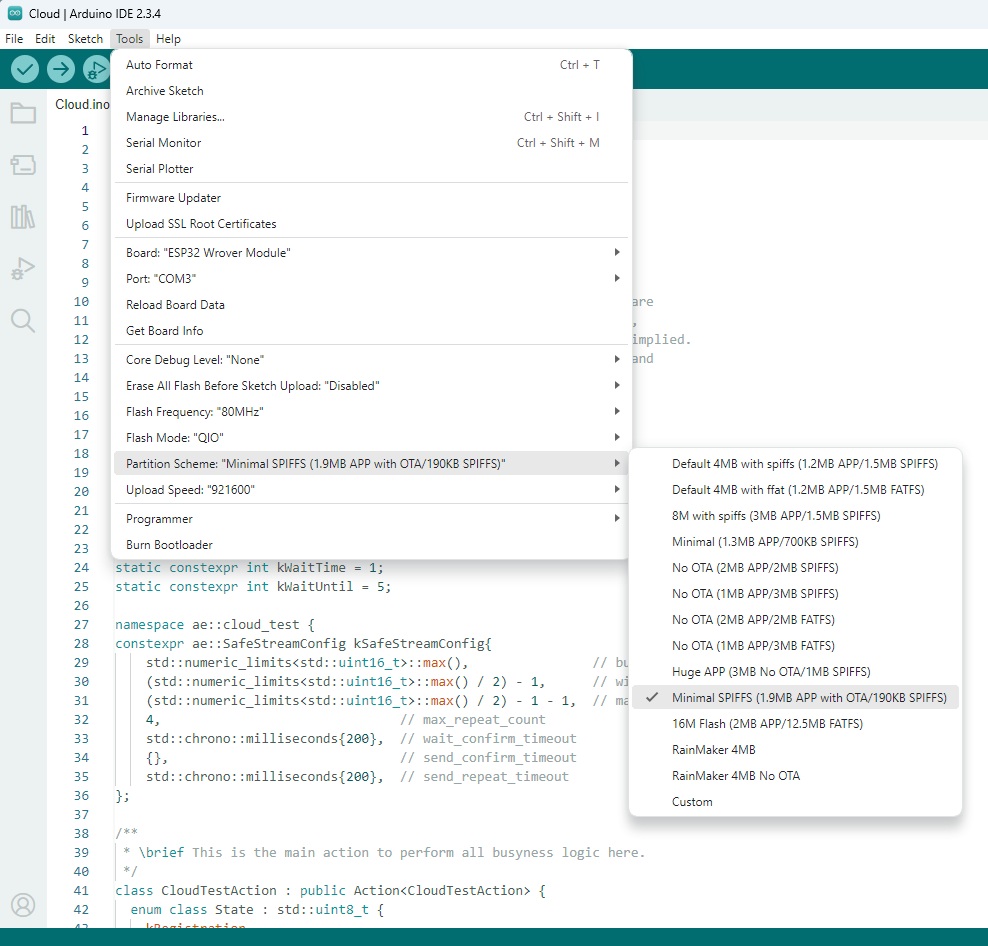 Cloud | Arduino IDE 2.3.4
File Edit Sketch Tools Help
Cloud.ino
Auto Format Ctrl + T
Archive Sketch
Manage Libraries... Ctrl + Shift + I
Serial Monitor Ctrl + Shift + M
Serial Plotter
Firmware Updater
Upload SSL Root Certificates
Board: "ESP32 Wrover Module"
Port: "COM3"
Reload Board Data
Get Board Info
Core Debug Level: "None"
Erase All Flash Before Sketch Upload: "Disabled"
Flash Frequency: "80MHz"
Flash Mode: "QIO"
Partition Scheme: "Minimal SPIFFS (1.9MB APP with OTA/190KB SPIFFS)"
Upload Speed: "921600"
Programmer
Burn Bootloader
Default 4MB with spiffs (1.2MB APP/1.5MB SPIFFS)
Default 4MB with ffat (1.2MB APP/1.5MB FATFS)
8M with spiffs (3MB APP/1.5MB SPIFFS)
Minimal (1.3MB APP/700KB SPIFFS)
No OTA (2MB APP/2MB SPIFFS)
No OTA (1MB APP/3MB SPIFFS)
No OTA (2MB APP/2MB FATFS)
No OTA (1MB APP/3MB FATFS)
Huge APP (3MB No OTA/1MB SPIFFS)
Minimal SPIFFS (1.9MB APP with OTA/190KB SPIFFS)
16M Flash (2MB APP/12.5MB FATFS)
RainMaker 4MB
RainMaker 4MB No OTA
Custom
1
2
3
4
5
6
7
8
9
10 are
11 ,
12 implied.
13 and
14
15
16
17
18
19
20
21
22
23
24 static constexpr int kWaitTime = 1;
25 static constexpr int kWaitUntil = 5;
26
27 namespace ae::cloud_test {
28 constexpr ae::SafeStreamConfig kSafeStreamConfig{
29 std::numeric_limits<std::uint16_t>::max(), // bu
30 (std::numeric_limits<std::uint16_t>::max() / 2) - 1, // wi
31 (std::numeric_limits<std::uint16_t>::max() / 2) - 1 - 1, // ma
32 4, // max_repeat_count
33 std::chrono::milliseconds{200}, // wait_confirm_timeout
34 {}, // send_confirm_timeout
35 std::chrono::milliseconds{200}, // send_repeat_timeout
36 };
37
38 /**
39 * \brief This is the main action to perform all busyness logic here.
40 */
41 class CloudTestAction : public Action<CloudTestAction> {
42 enum class State : std::uint8_t {
43 kRegistration